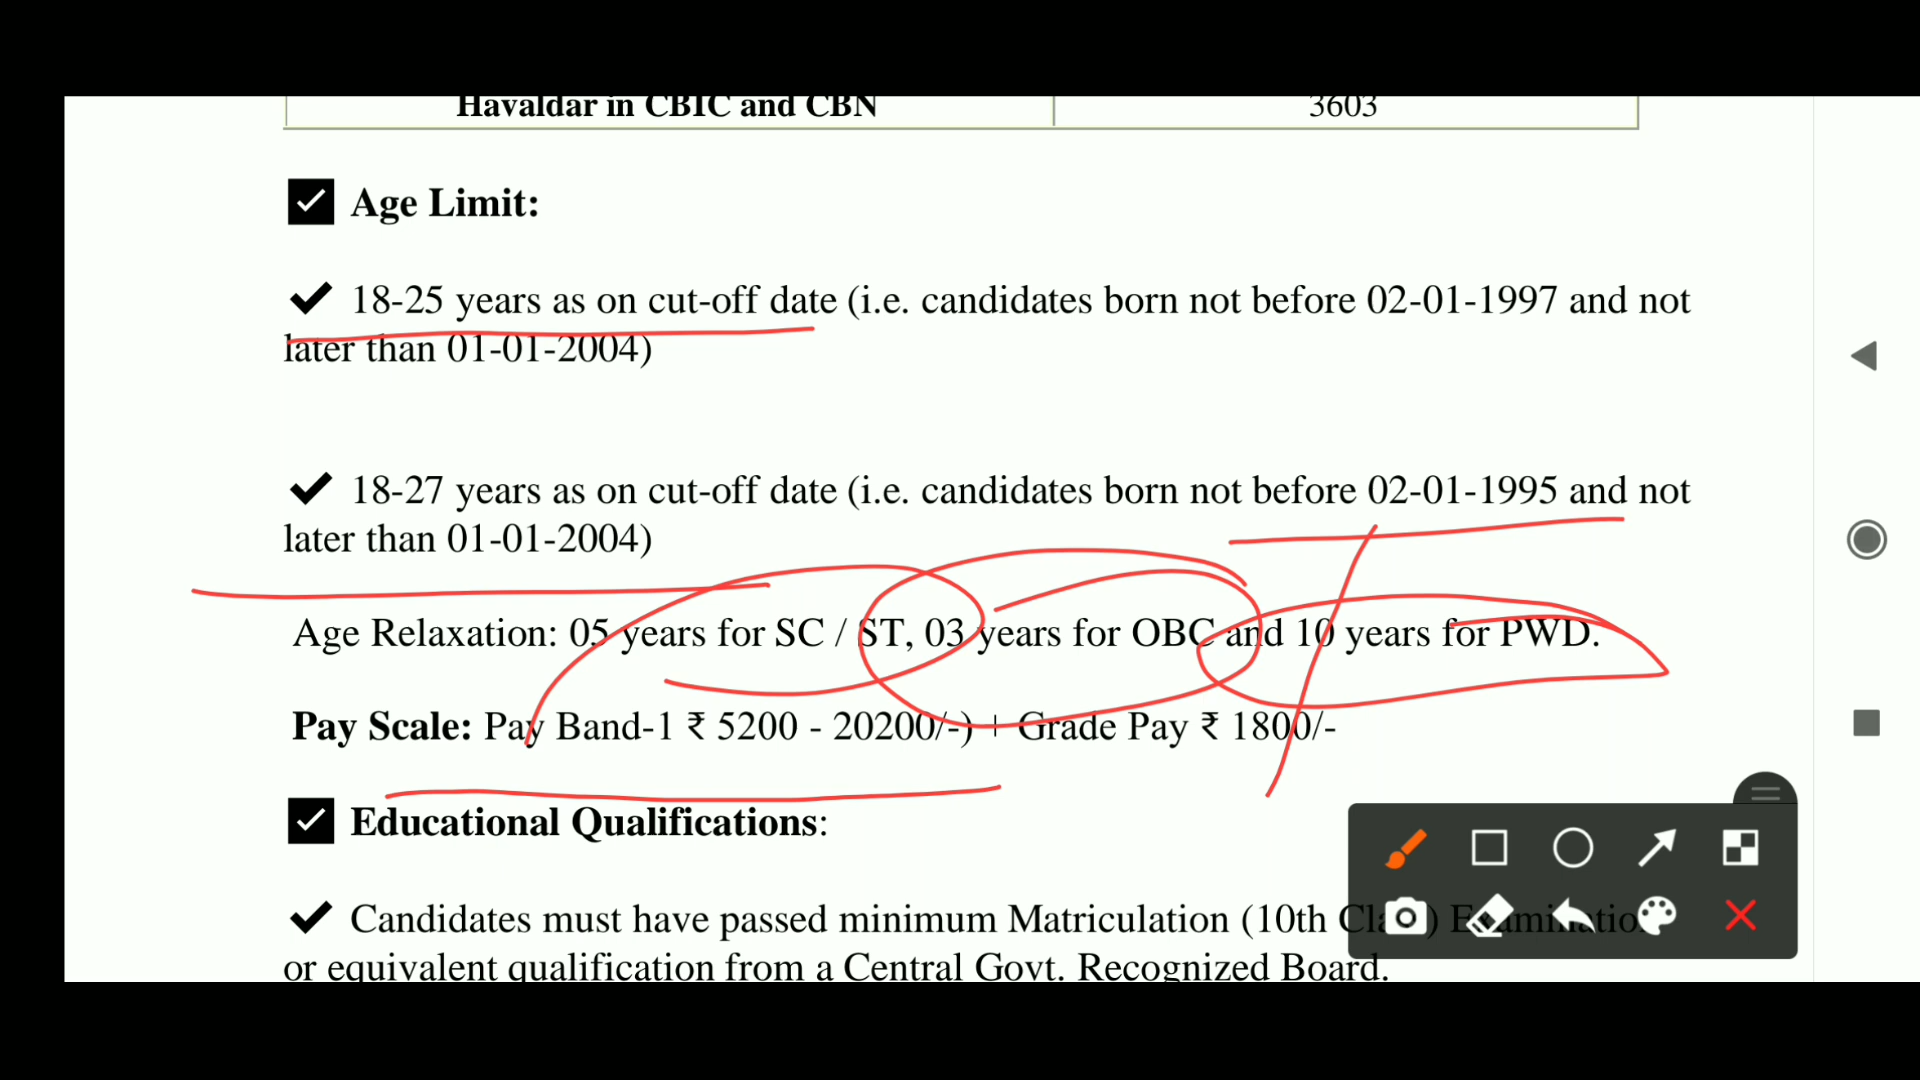 Havaldar in CBIC and CBN 3603
Age Limit:
18-25 years as on cut-off date (i.e. candidates born not before 02-01-1997 and not
later than 01-01-2004)
18-27 years as on cut-off date (i.e. candidates born not before 02-01-1995 and not
later than 01-01-2004)
Age Relaxation: 05 years for SC / ST, 03 years for OBC and 10 years for PWD.
Pay Scale: Pay Band-1 ₹ 5200 - 20200/-) + Grade Pay ₹ 1800/-
Educational Qualifications:
Candidates must have passed minimum Matriculation (10th Class) Examination
or equivalent qualification from a Central Govt. Recognized Board.